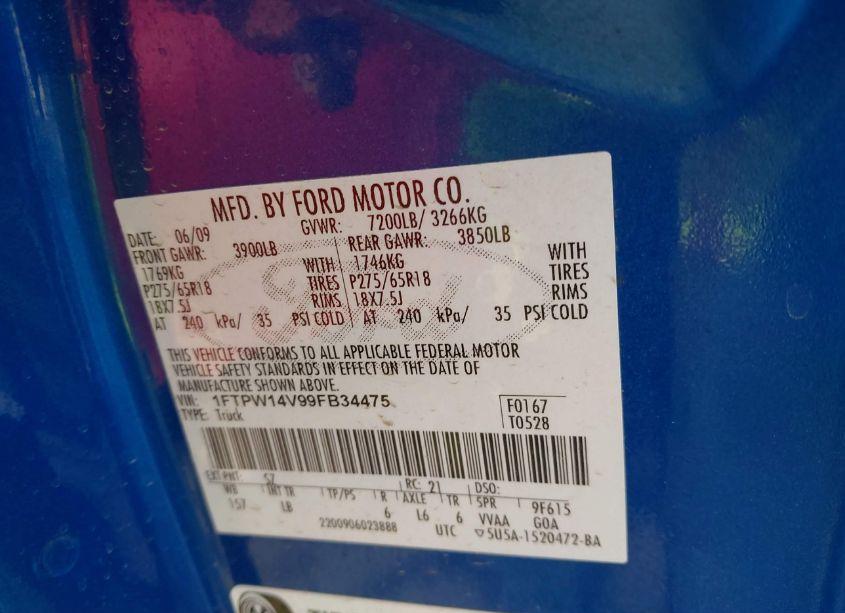 MFD. BY FORD MOTOR CO.
DATE: 06/09 GVWR: 7200LB/ 3266KG
FRONT GAWR: 3900LB REAR GAWR: 3850LB
1769KG WITH 1746KG WITH
P275/65R18 TIRES P275/65R18 TIRES
18X7.5J RIMS 18X7.5J RIMS
AT 240 kPa/ 35 PSI COLD AT 240 kPa/ 35 PSI COLD
THIS VEHICLE CONFORMS TO ALL APPLICABLE FEDERAL MOTOR
VEHICLE SAFETY STANDARDS IN EFFECT ON THE DATE OF
MANUFACTURE SHOWN ABOVE.
VIN: 1FTPW14V99FB34475 F0167
TYPE: Truck T0528
EXT PNT: S7 RC: 21 DSO:
WB INT TR TP/PS R AXLE TR SPR 9F615
157 LB 6 L6 6 VVAA GOA
2200906023888 UTC ▽5U5A-1520472-BA